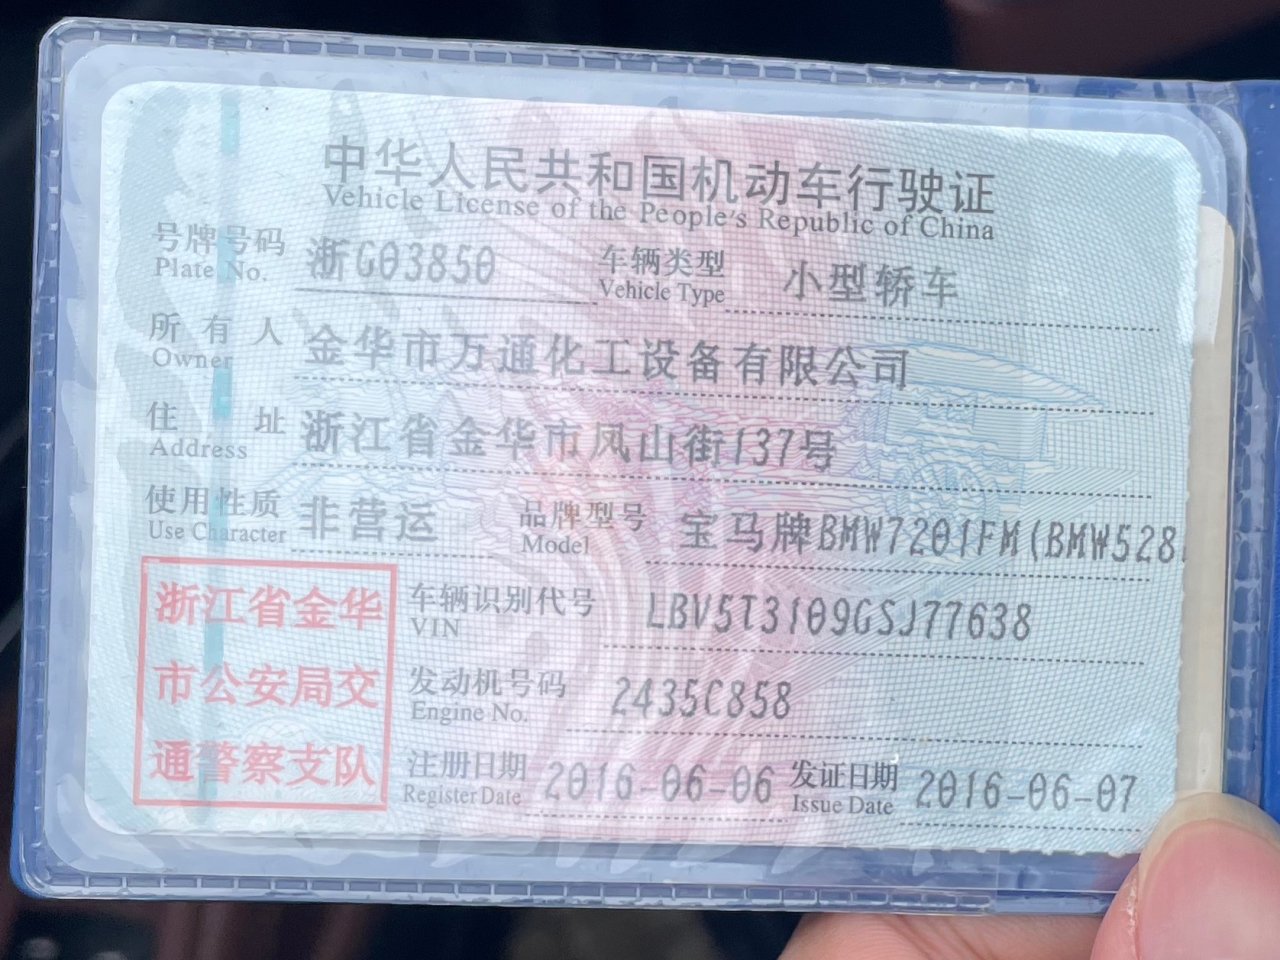 中华人民共和国机动车行驶证
Vehicle License of the People's Republic of China
号牌号码 浙G03850 车辆类型 小型轿车
Plate No. Vehicle Type
所有人 金华市万通化工设备有限公司
Owner
住址 浙江省金华市凤山街137号
Address
使用性质 非营运 品牌型号 宝马牌BMW7201FM(BMW528
Use Character Model
浙江省金华
市公安局交
通警察支队
车辆识别代号 LBV5T3109GSJ77638
VIN
发动机号码 2435C858
Engine No.
注册日期 2016-06-06 发证日期 2016-06-07
Register Date Issue Date